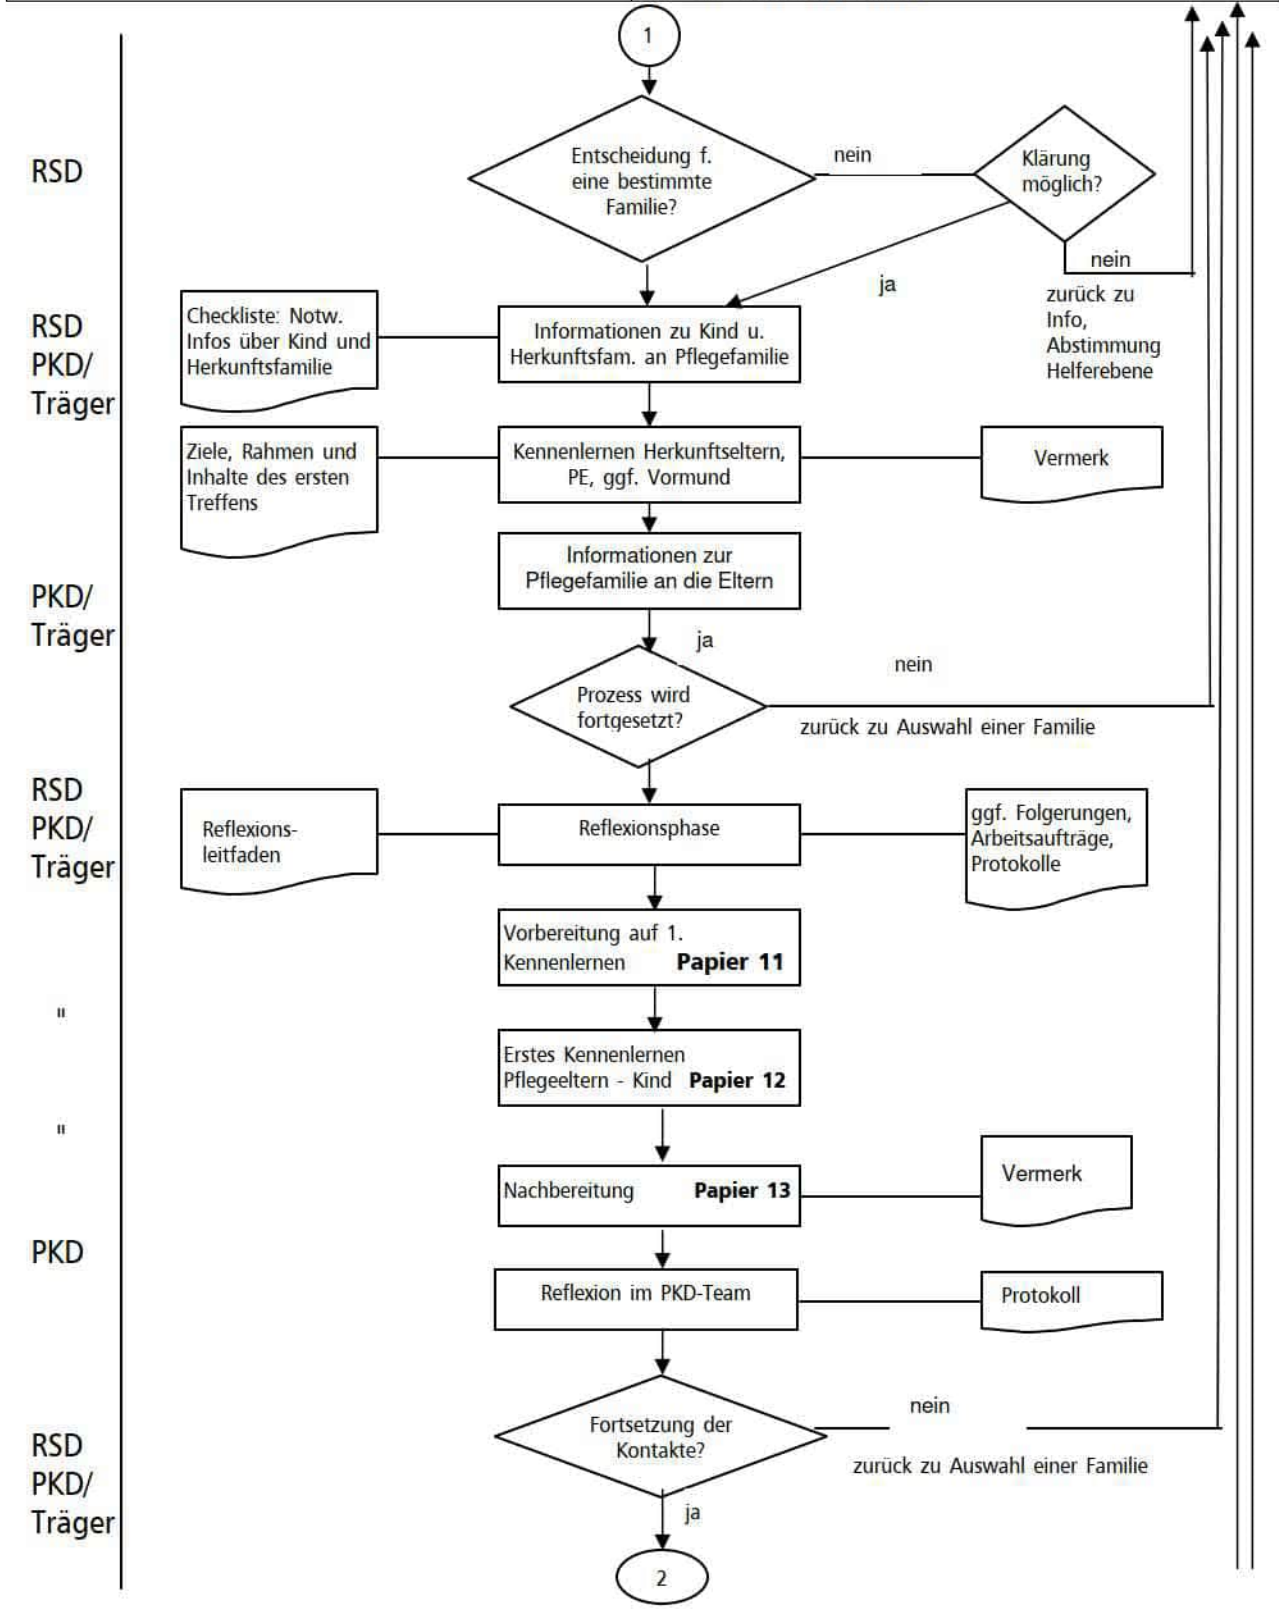 1
RSD
Entscheidung f.
eine bestimmte
Familie?
nein
Klärung
möglich?
nein
ja
zurück zu
Info,
Abstimmung
Helferebene
RSD
PKD/
Träger
Checkliste: Notw.
Infos über Kind und
Herkunftsfamilie
Informationen zu Kind u.
Herkunftsfam. an Pflegefamilie
Ziele, Rahmen und
Inhalte des ersten
Treffens
Kennenlernen Herkunftseltern,
PE, ggf. Vormund
Vermerk
Informationen zur
Pflegefamilie an die Eltern
PKD/
Träger
ja
nein
Prozess wird
fortgesetzt?
zurück zu Auswahl einer Familie
RSD
PKD/
Träger
Reflexions-
leitfaden
Reflexionsphase
ggf. Folgerungen,
Arbeitsaufträge,
Protokolle
Vorbereitung auf 1.
Kennenlernen Papier 11
"
Erstes Kennenlernen
Pflegeeltern - Kind Papier 12
"
Nachbereitung Papier 13
Vermerk
PKD
Reflexion im PKD-Team
Protokoll
Fortsetzung der
Kontakte?
nein
zurück zu Auswahl einer Familie
RSD
PKD/
Träger
ja
2